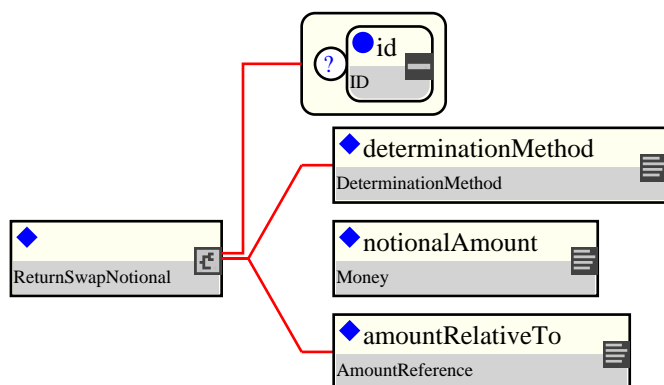 id
?
ID
determinationMethod
DeterminationMethod
ReturnSwapNotional
notionalAmount
Money
amountRelativeTo
AmountReference